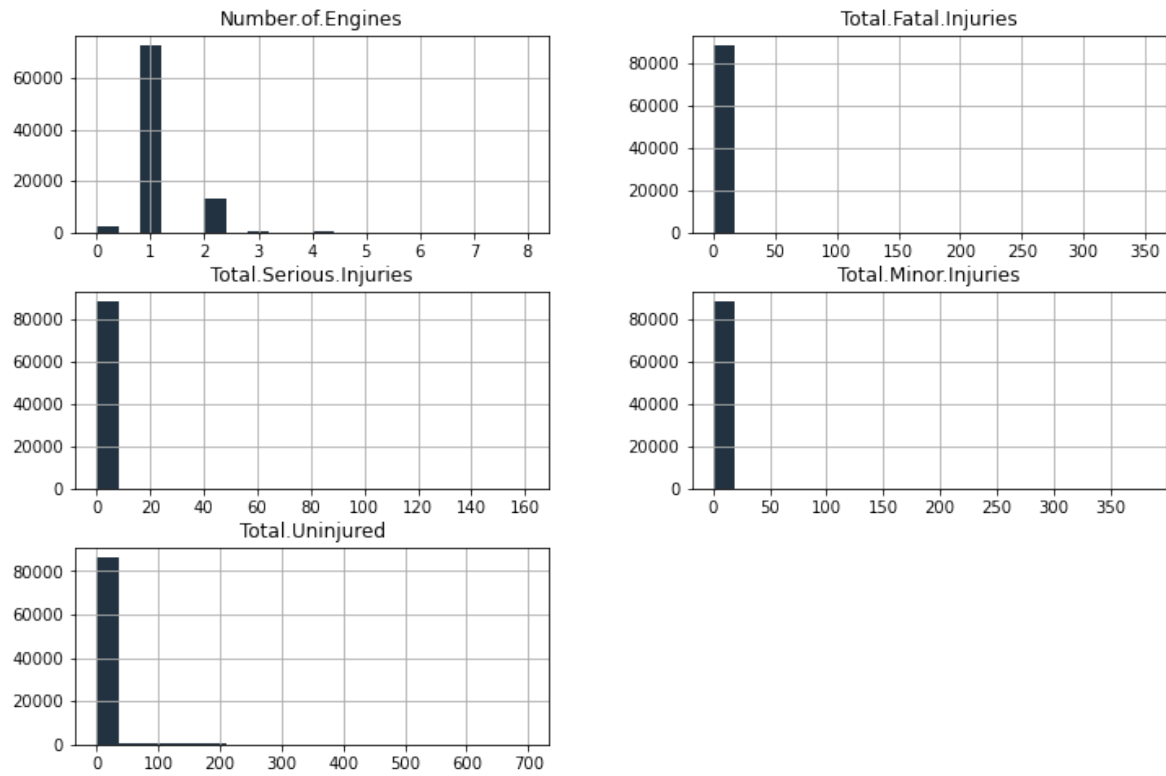 Number.of.Engines
60000
40000
20000
0
0 1 2 3 4 5 6 7 8
Total.Fatal.Injuries
80000
60000
40000
20000
0
0 50 100 150 200 250 300 350
Total.Serious.Injuries
80000
60000
40000
20000
0
0 20 40 60 80 100 120 140 160
Total.Minor.Injuries
80000
60000
40000
20000
0
0 50 100 150 200 250 300 350
Total.Uninjured
80000
60000
40000
20000
0
0 100 200 300 400 500 600 700